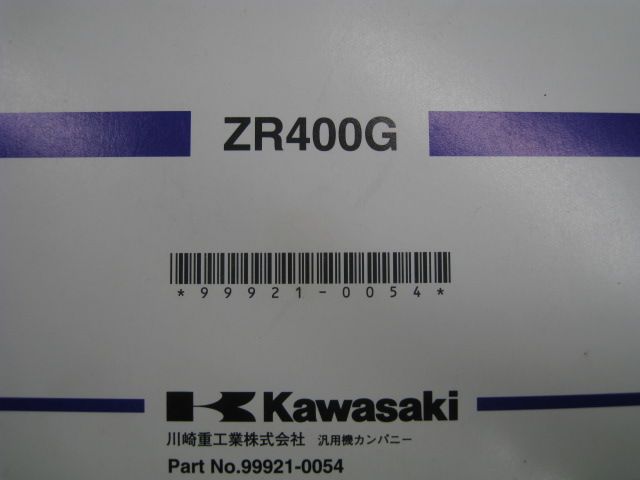 ZR400G
*99921-0054*
Kawasaki
川崎重工業株式会社 汎用機カンパニー
Part No.99921-0054